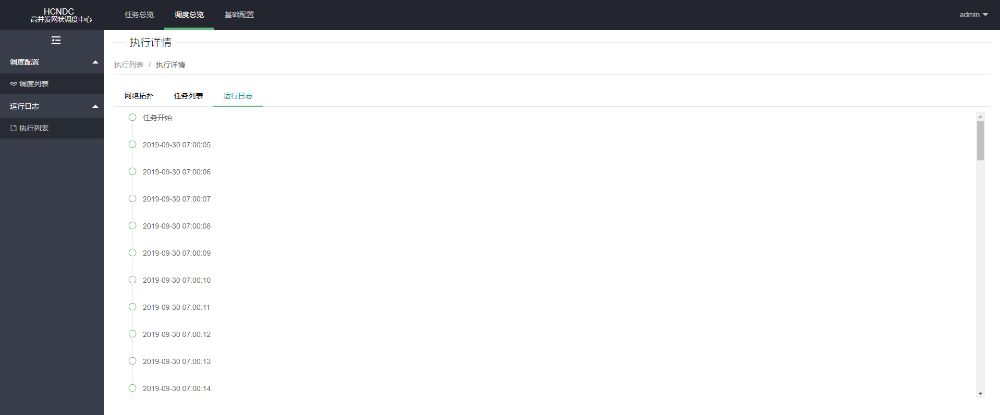 HCNDC
高并发网状调度中心
任务总览
调度总览
基础配置
admin
调度配置
调度列表
运行日志
执行列表
执行详情
执行列表 / 执行详情
网络拓扑
任务列表
运行日志
任务开始
2019-09-30 07:00:05
2019-09-30 07:00:06
2019-09-30 07:00:07
2019-09-30 07:00:08
2019-09-30 07:00:09
2019-09-30 07:00:10
2019-09-30 07:00:11
2019-09-30 07:00:12
2019-09-30 07:00:13
2019-09-30 07:00:14